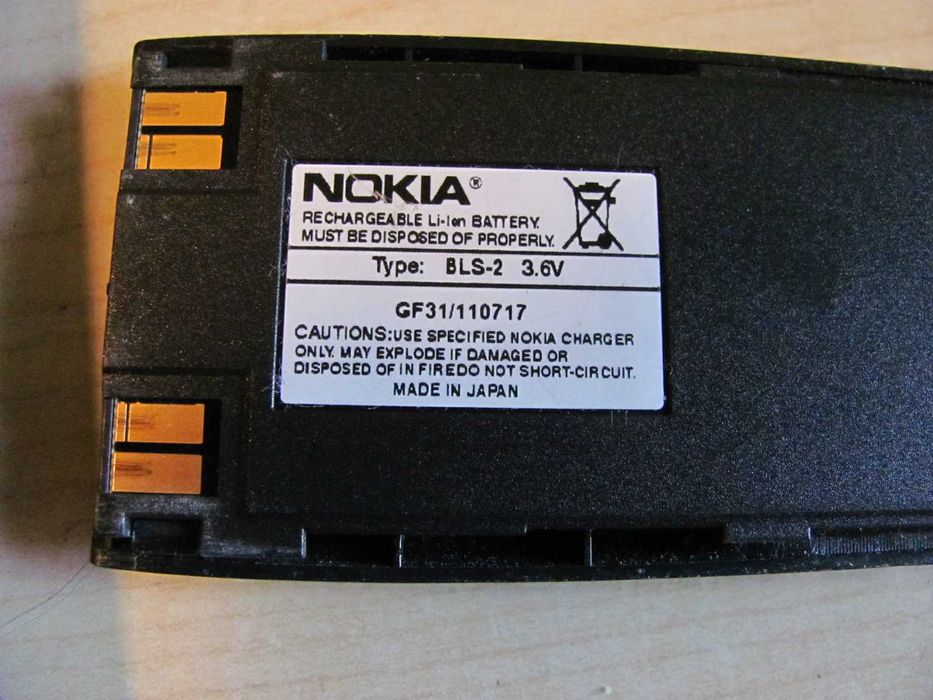 NOKIA®
RECHARGEABLE Li-Ion BATTERY.
MUST BE DISPOSED OF PROPERLY.
Type: BLS-2 3.6V
GF31/110717
CAUTIONS:USE SPECIFIED NOKIA CHARGER
ONLY. MAY EXPLODE IF DAMAGED OR
DISPOSED OF IN FIREDO NOT SHORT-CIRCUIT.
MADE IN JAPAN